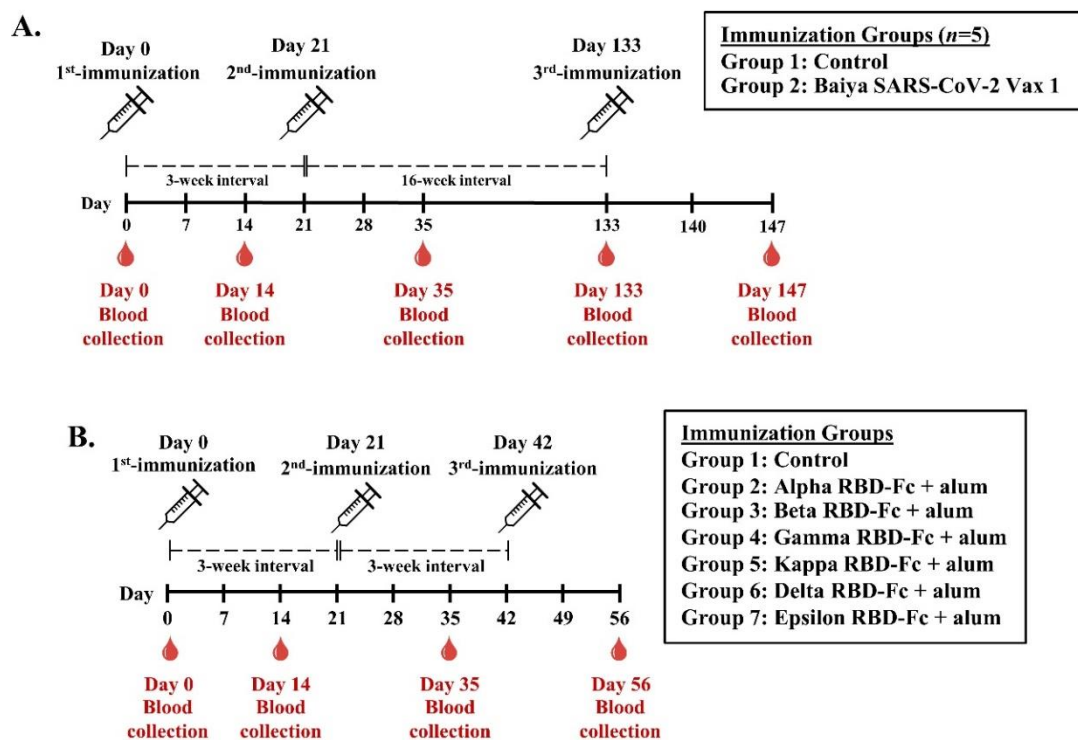 A.
Day 0
1st-immunization
Day 21
2nd-immunization
Day 133
3rd-immunization
Immunization Groups (n=5)
Group 1: Control
Group 2: Baiya SARS-CoV-2 Vax 1
3-week interval
16-week interval
Day
0 7 14 21 28 35 133 140 147
Day 0
Blood
collection
Day 14
Blood
collection
Day 35
Blood
collection
Day 133
Blood
collection
Day 147
Blood
collection
B.
Day 0
1st-immunization
Day 21
2nd-immunization
Day 42
3rd-immunization
Immunization Groups
Group 1: Control
Group 2: Alpha RBD-Fc + alum
Group 3: Beta RBD-Fc + alum
Group 4: Gamma RBD-Fc + alum
Group 5: Kappa RBD-Fc + alum
Group 6: Delta RBD-Fc + alum
Group 7: Epsilon RBD-Fc + alum
3-week interval
3-week interval
Day
0 7 14 21 28 35 42 49 56
Day 0
Blood
collection
Day 14
Blood
collection
Day 35
Blood
collection
Day 56
Blood
collection